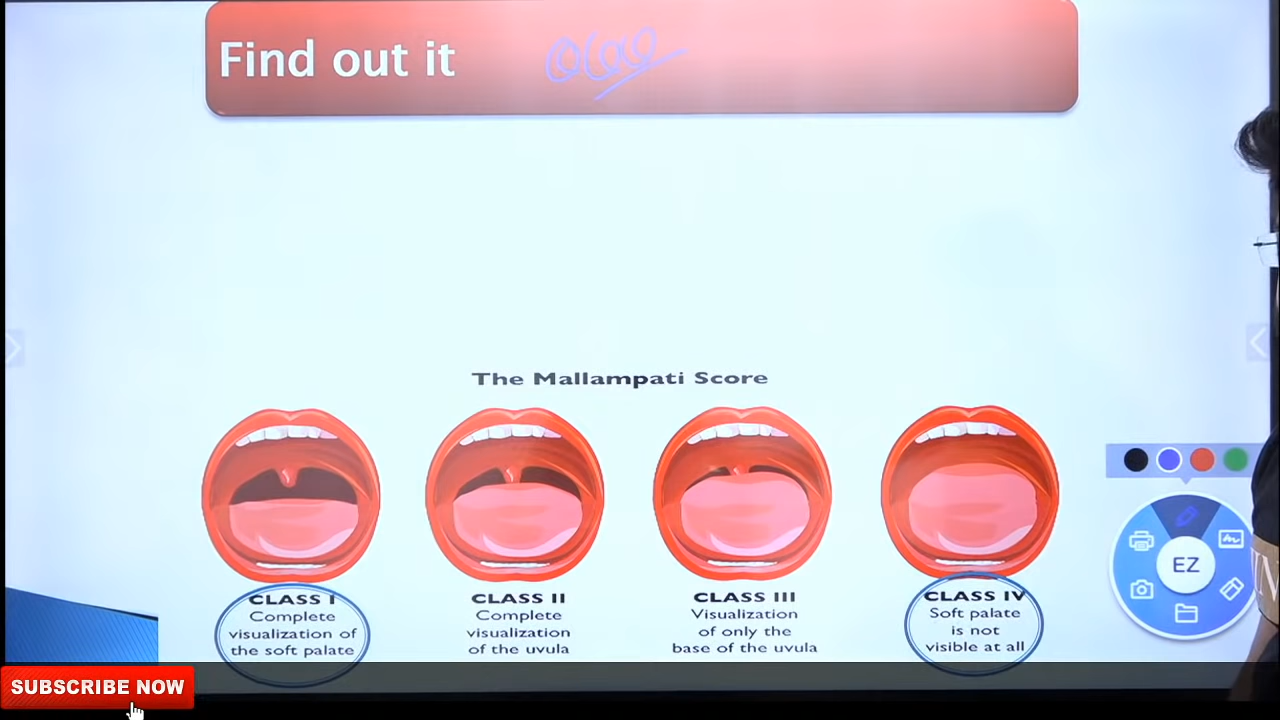 Find out it
The Mallampati Score
CLASS I
Complete
visualization of
the soft palate
CLASS II
Complete
visualization
of the uvula
CLASS III
Visualization
of only the
base of the uvula
CLASS IV
Soft palate
is not
visible at all
EZ
SUBSCRIBE NOW